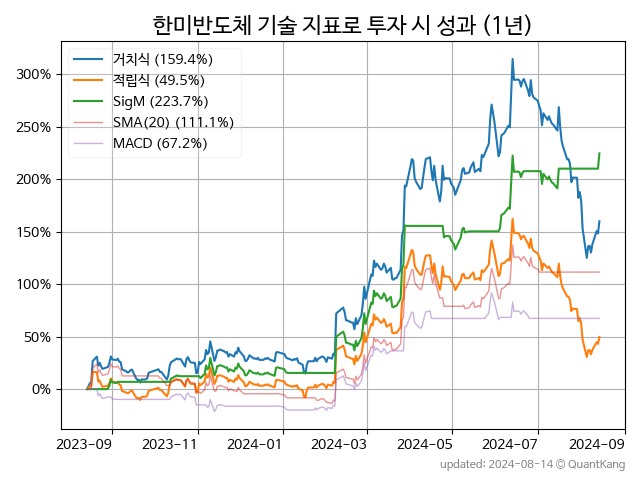 한미반도체 기술 지표로 투자 시 성과 (1년)
거치식 (159.4%)
적립식 (49.5%)
SigM (223.7%)
SMA(20) (111.1%)
MACD (67.2%)
300%
250%
200%
150%
100%
50%
0%
2023-09 2023-11 2024-01 2024-03 2024-05 2024-07 2024-09
updated: 2024-08-14 © QuantKang